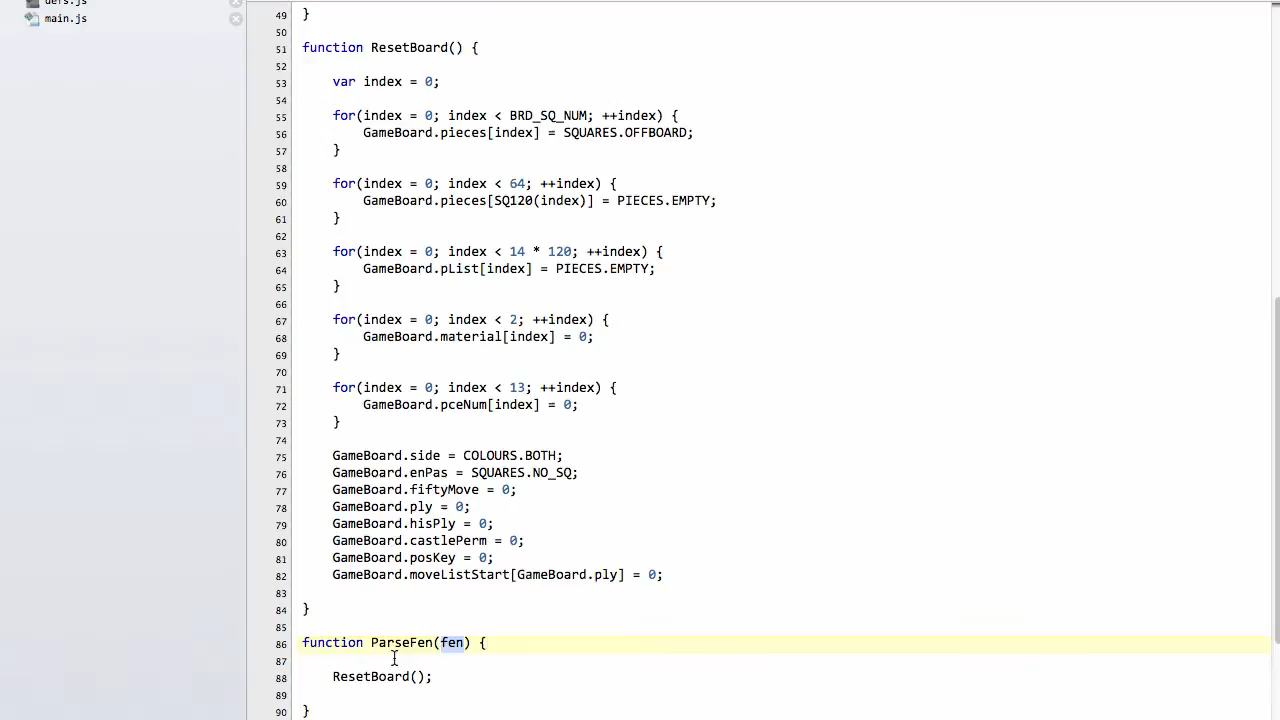 defs.js
main.js
49 }
50
51 function ResetBoard() {
52
53 var index = 0;
54
55 for(index = 0; index < BRD_SQ_NUM; ++index) {
56 GameBoard.pieces[index] = SQUARES.OFFBOARD;
57 }
58
59 for(index = 0; index < 64; ++index) {
60 GameBoard.pieces[SQ120(index)] = PIECES.EMPTY;
61 }
62
63 for(index = 0; index < 14 * 120; ++index) {
64 GameBoard.pList[index] = PIECES.EMPTY;
65 }
66
67 for(index = 0; index < 2; ++index) {
68 GameBoard.material[index] = 0;
69 }
70
71 for(index = 0; index < 13; ++index) {
72 GameBoard.pceNum[index] = 0;
73 }
74
75 GameBoard.side = COLOURS.BOTH;
76 GameBoard.enPas = SQUARES.NO_SQ;
77 GameBoard.fiftyMove = 0;
78 GameBoard.ply = 0;
79 GameBoard.hisPly = 0;
80 GameBoard.castlePerm = 0;
81 GameBoard.posKey = 0;
82 GameBoard.moveListStart[GameBoard.ply] = 0;
83
84 }
85
86 function ParseFen(fen) {
87
88 ResetBoard();
89
90 }